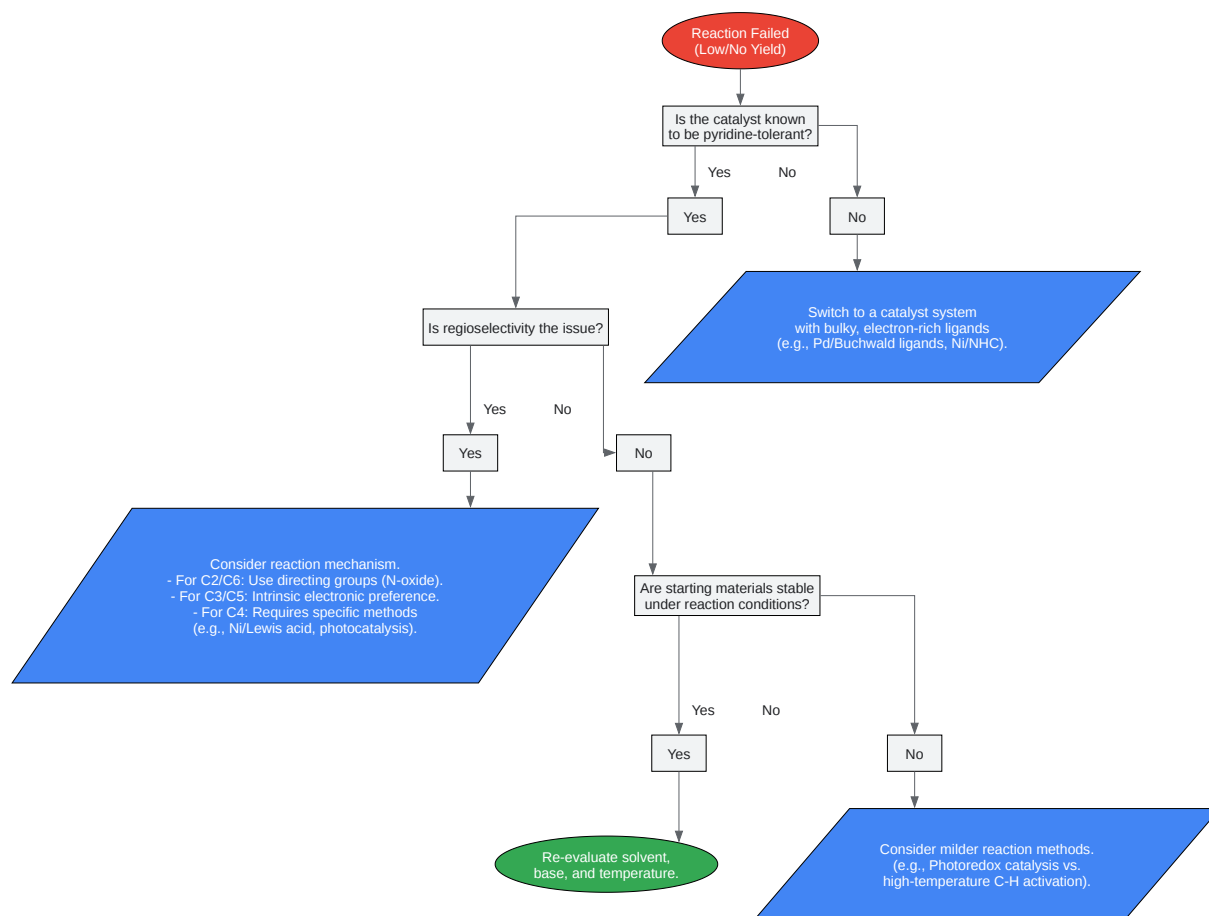 Reaction Failed
(Low/No Yield)
Is the catalyst known
to be pyridine-tolerant?
Yes
No
Yes
No
Switch to a catalyst system
with bulky, electron-rich ligands
(e.g., Pd/Buchwald ligands, Ni/NHC).
Is regioselectivity the issue?
Yes
No
Yes
No
Consider reaction mechanism.
- For C2/C6: Use directing groups (N-oxide).
- For C3/C5: Intrinsic electronic preference.
- For C4: Requires specific methods
(e.g., Ni/Lewis acid, photocatalysis).
Are starting materials stable
under reaction conditions?
Yes
No
Yes
No
Re-evaluate solvent,
base, and temperature.
Consider milder reaction methods.
(e.g., Photoredox catalysis vs.
high-temperature C-H activation).